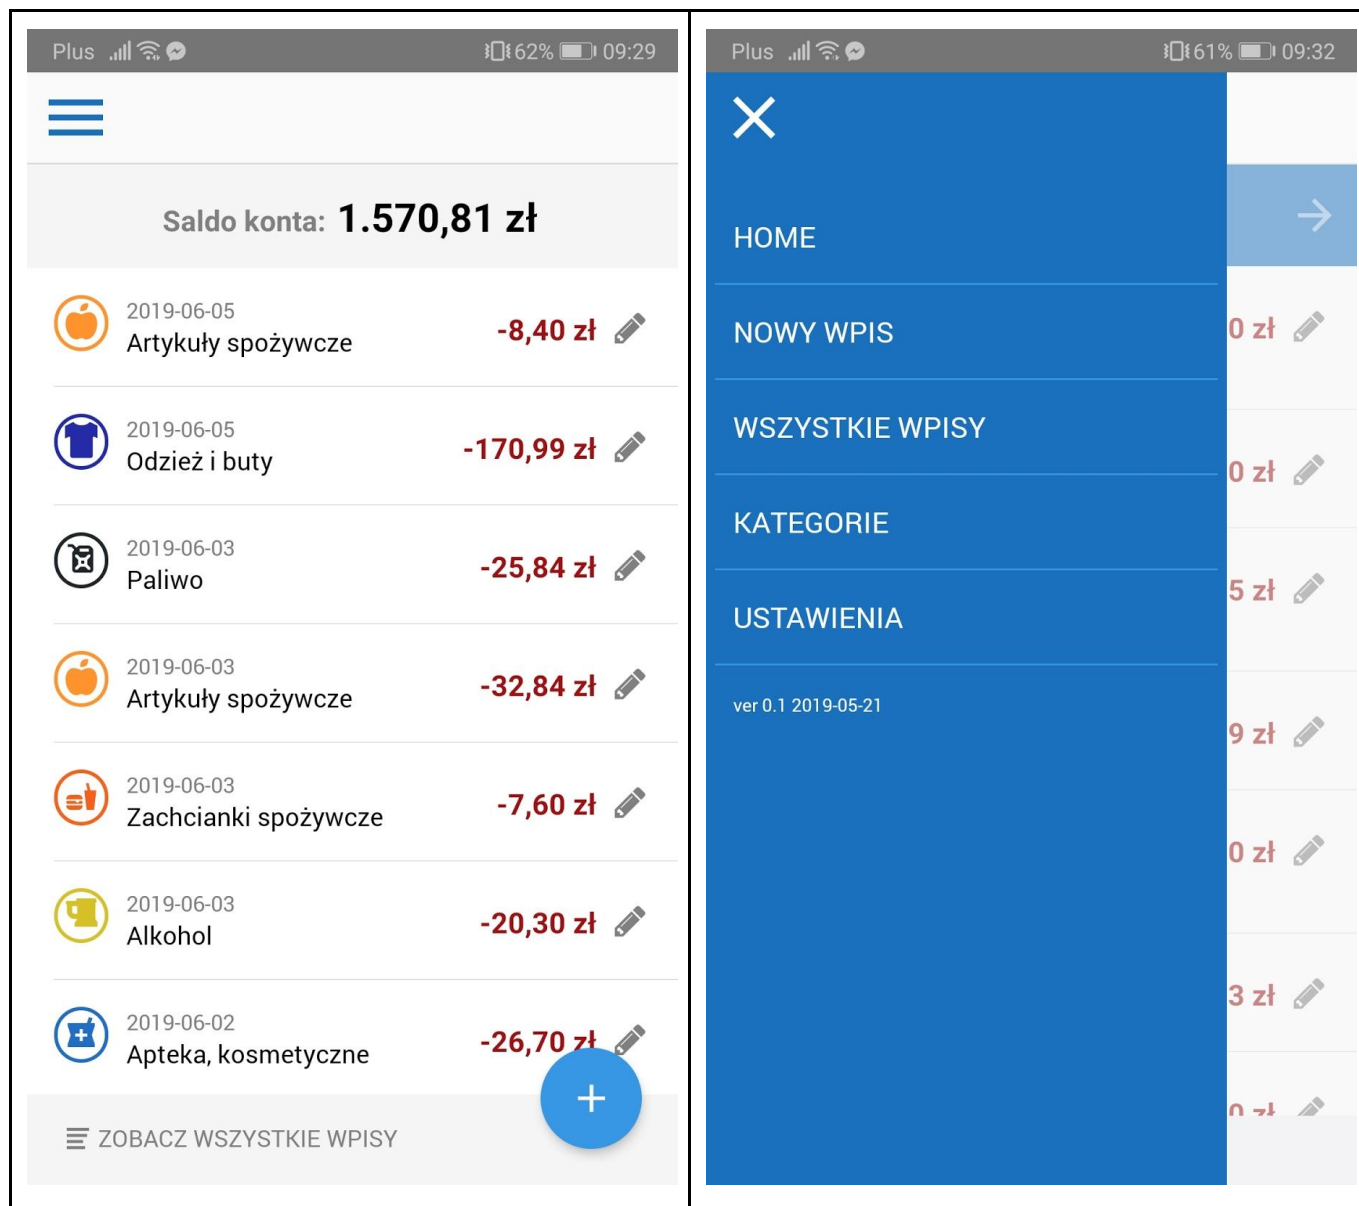 Plus 62% 09:29
Saldo konta: 1.570,81 zł
2019-06-05
Artykuły spożywcze -8,40 zł
2019-06-05
Odzież i buty -170,99 zł
2019-06-03
Paliwo -25,84 zł
2019-06-03
Artykuły spożywcze -32,84 zł
2019-06-03
Zachcianki spożywcze -7,60 zł
2019-06-03
Alkohol -20,30 zł
2019-06-02
Apteka, kosmetyczne -26,70 zł
ZOBACZ WSZYSTKIE WPISY
Plus 61% 09:32
HOME
NOWY WPIS
WSZYSTKIE WPISY
KATEGORIE
USTAWIENIA
ver 0.1 2019-05-21
0 zł
0 zł
5 zł
9 zł
0 zł
3 zł
0 zł